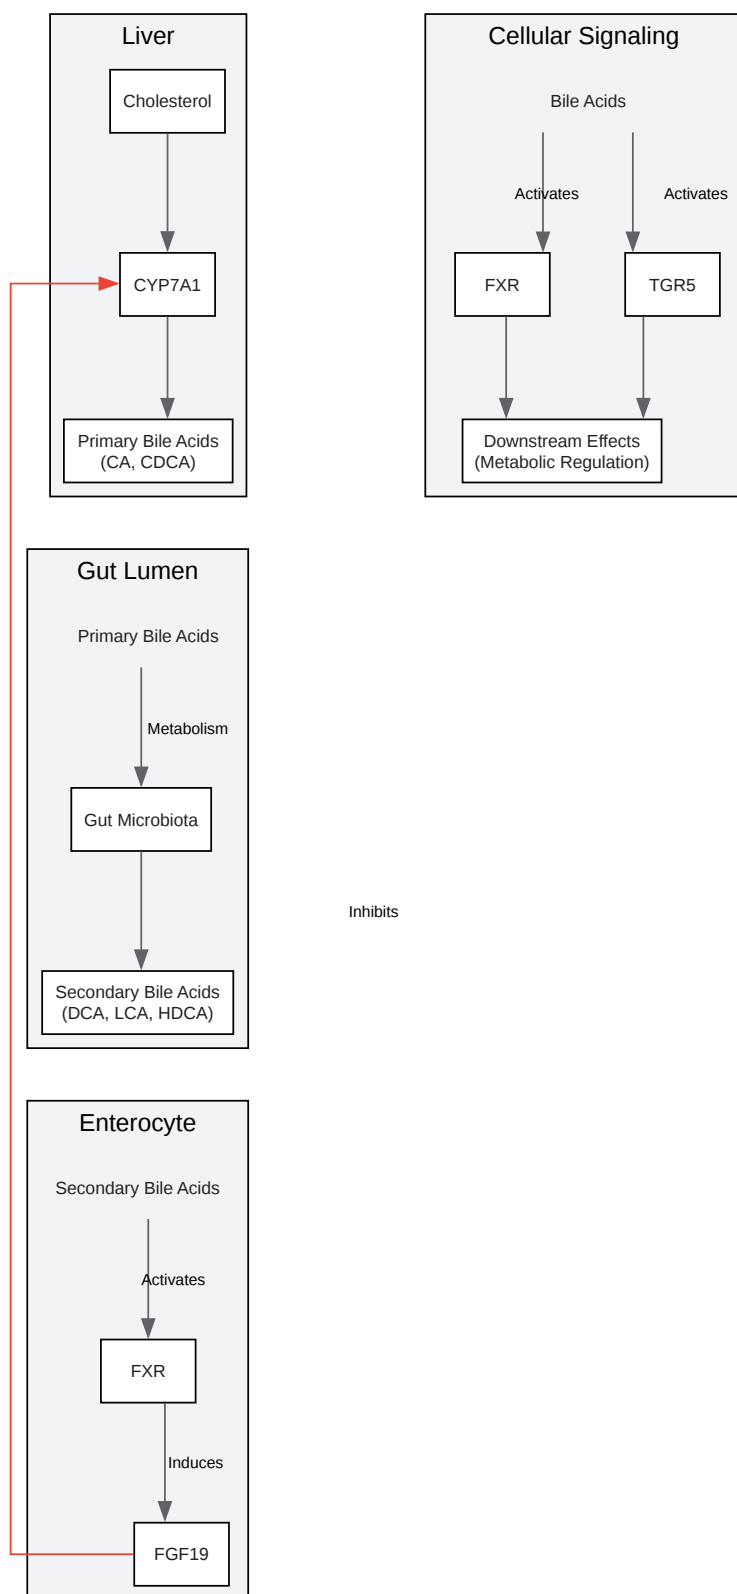 Liver
Cholesterol
CYP7A1
Primary Bile Acids
(CA, CDCA)
Cellular Signaling
Bile Acids
Activates
Activates
FXR
TGR5
Downstream Effects
(Metabolic Regulation)
Gut Lumen
Primary Bile Acids
Metabolism
Gut Microbiota
Secondary Bile Acids
(DCA, LCA, HDCA)
Inhibits
Enterocyte
Secondary Bile Acids
Activates
FXR
Induces
FGF19